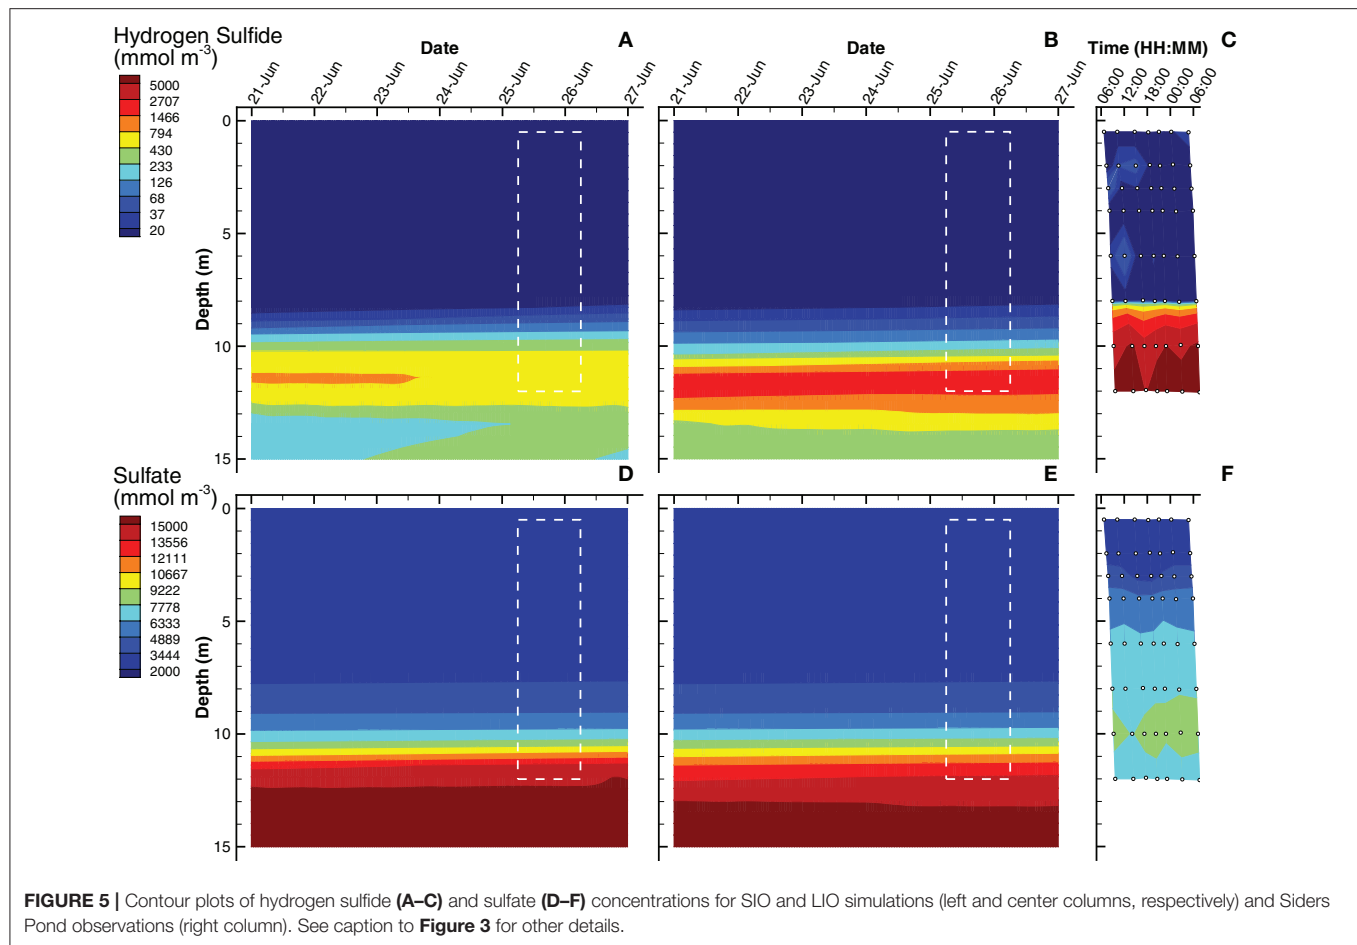 Hydrogen Sulfide
(mmol m-3)
5000
2707
1466
794
430
233
126
68
37
20
Date
A
21-Jun
22-Jun
23-Jun
24-Jun
25-Jun
26-Jun
27-Jun
Depth (m)
0
5
10
15
Date
B
21-Jun
22-Jun
23-Jun
24-Jun
25-Jun
26-Jun
27-Jun
Time (HH:MM)
C
06:00
12:00
18:00
00:00
06:00
Sulfate
(mmol m-3)
15000
13556
12111
10667
9222
7778
6333
4889
3444
2000
D
Depth (m)
0
5
10
15
E
F
FIGURE 5 | Contour plots of hydrogen sulfide (A–C) and sulfate (D–F) concentrations for SIO and LIO simulations (left and center columns, respectively) and Siders
Pond observations (right column). See caption to Figure 3 for other details.